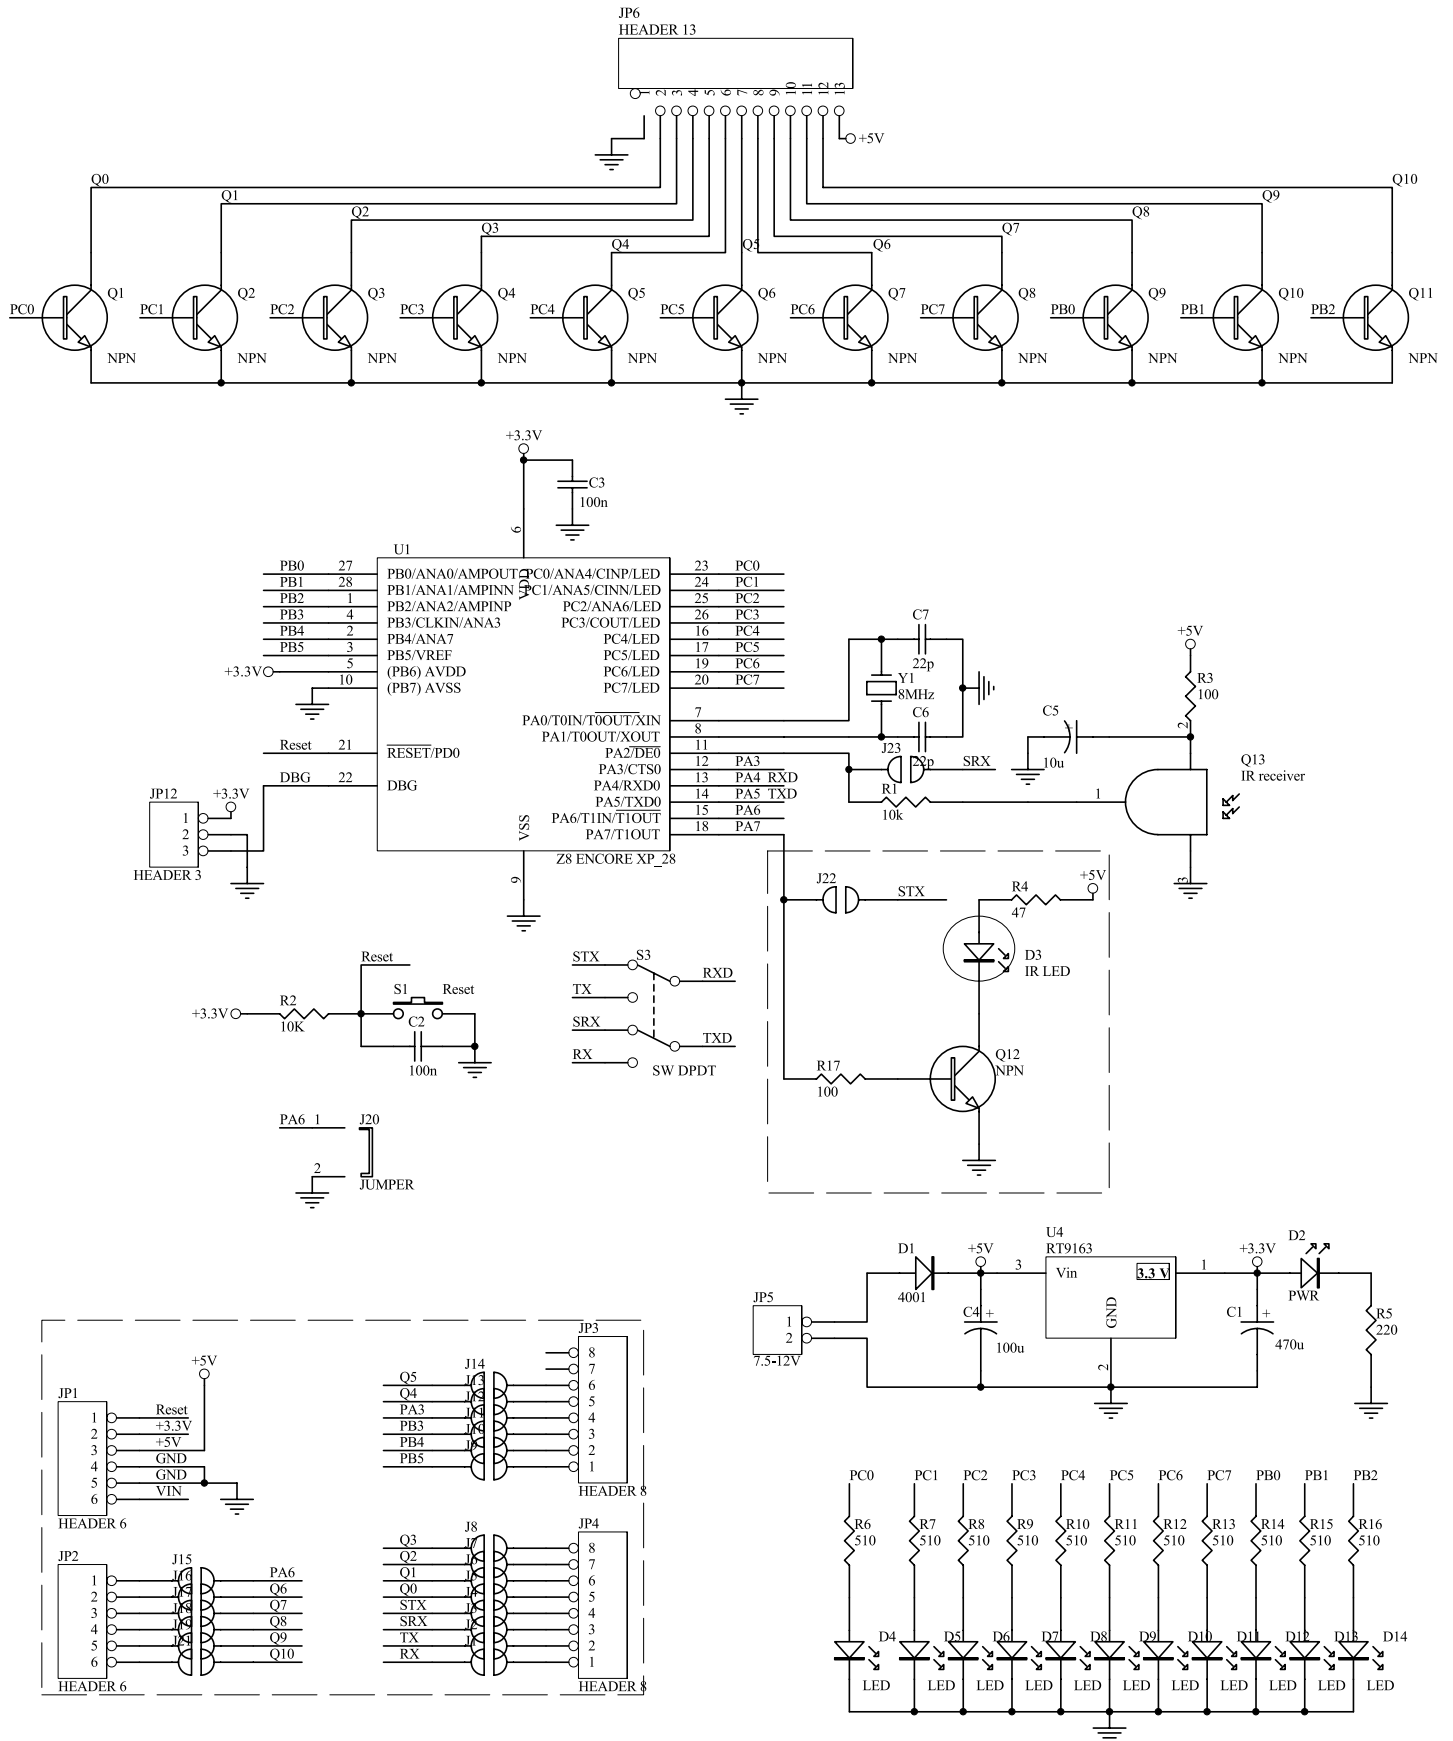 JP6
HEADER 13
1 2 3 4 5 6 7 8 9 10 11 12 13
+5V
Q0 Q10
Q1 Q9
Q2 Q8
Q3 Q7
Q4 Q5 Q6
Q1 Q2 Q3 Q4 Q5 Q6 Q7 Q8 Q9 Q10 Q11
PC0 PC1 PC2 PC3 PC4 PC5 PC6 PC7 PB0 PB1 PB2
NPN NPN NPN NPN NPN NPN NPN NPN NPN NPN NPN
+3.3V
C3
100n
6
U1
VDD
PB0 27 PB0/ANA0/AMPOUT PC0/ANA4/CINP/LED 23 PC0
PB1 28 PB1/ANA1/AMPINN PC1/ANA5/CINN/LED 24 PC1
PB2 1 PB2/ANA2/AMPINP PC2/ANA6/LED 25 PC2
PB3 4 PB3/CLKIN/ANA3 PC3/COUT/LED 26 PC3
PB4 2 PB4/ANA7 PC4/LED 16 PC4
PB5 3 PB5/VREF PC5/LED 17 PC5
+3.3V 5 (PB6) AVDD PC6/LED 19 PC6
10 (PB7) AVSS PC7/LED 20 PC7
PA0/T0IN/T0OUT/XIN 7
PA1/T0OUT/XOUT 8
Reset 21 RESET/PD0 PA2/DE0 11
PA3/CTS0 12 PA3
DBG 22 DBG PA4/RXD0 13 PA4 RXD
PA5/TXD0 14 PA5 TXD
PA6/T1IN/T1OUT 15 PA6
PA7/T1OUT 18 PA7
VSS
9
Z8 ENCORE XP_28
JP12
+3.3V
1
2
3
HEADER 3
C7
22p
Y1
8MHz
C6
22p
J23
SRX
R1
10k
C5
10u
+5V
R3
100
2
1
3
Q13
IR receiver
J22
STX
R4
47
+5V
D3
IR LED
Q12
NPN
R17
100
Reset
S1
Reset
+3.3V
R2
10K
C2
100n
STX S3
RXD
TX
SRX
TXD
RX
SW DPDT
PA6 1 J20
2
JUMPER
JP5
1
2
7.5-12V
D1
4001
+5V
C4 +
100u
3
U4
RT9163
Vin
3.3 V
GND
2
1
+3.3V
C1 +
470u
D2
PWR
R5
220
+5V
JP1
1 Reset
2 +3.3V
3 +5V
4 GND
5 GND
6 VIN
HEADER 6
JP2
J15
1 J16 PA6
2 J17 Q6
3 J18 Q7
4 J19 Q8
5 J21 Q9
6 Q10
HEADER 6
JP3
8
J14 7
Q5 J13 6
Q4 J12 5
PA3 J11 4
PB3 J10 3
PB4 J9 2
PB5 1
HEADER 8
JP4
J8
Q3 J7 8
Q2 J6 7
Q1 J5 6
Q0 J4 5
STX J3 4
SRX J2 3
TX J1 2
RX 1
HEADER 8
PC0 PC1 PC2 PC3 PC4 PC5 PC6 PC7 PB0 PB1 PB2
R6 R7 R8 R9 R10 R11 R12 R13 R14 R15 R16
510 510 510 510 510 510 510 510 510 510 510
D4 D5 D6 D7 D8 D9 D10 D11 D12 D13 D14
LED LED LED LED LED LED LED LED LED LED LED